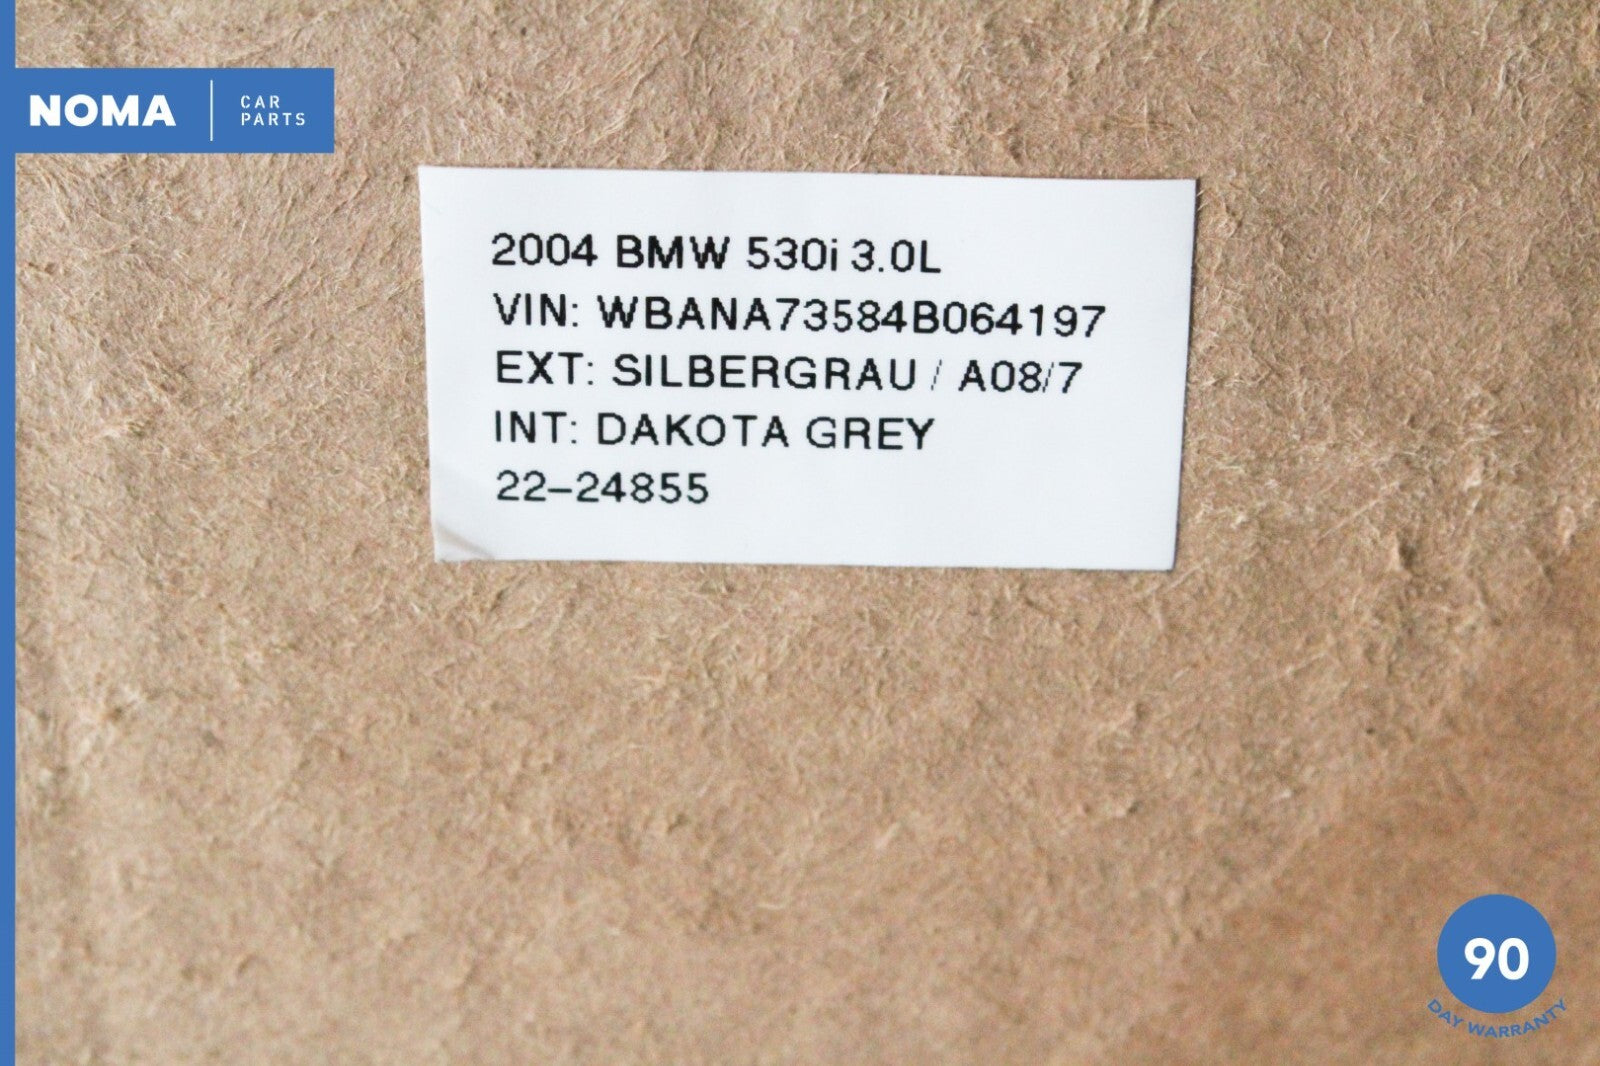 NOMA
CAR
PARTS
2004 BMW 530i 3.0L
VIN: WBANA73584B064197
EXT: SILBERGRAU / A08/7
INT: DAKOTA GREY
22-24855
90
DAY WARRANTY